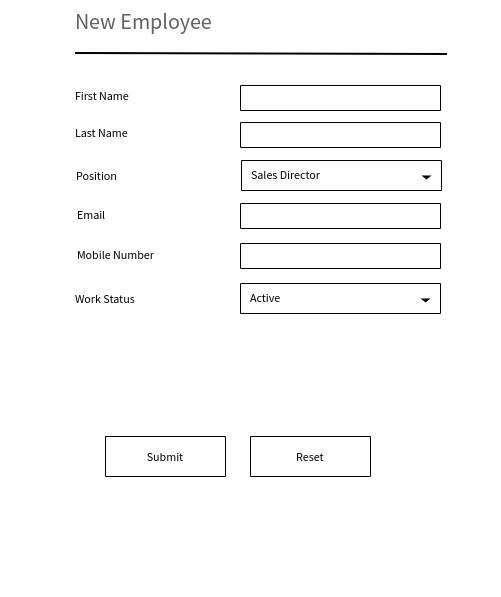 New Employee
First Name
Last Name
Position
Sales Director
Email
Mobile Number
Work Status
Active
Submit
Reset